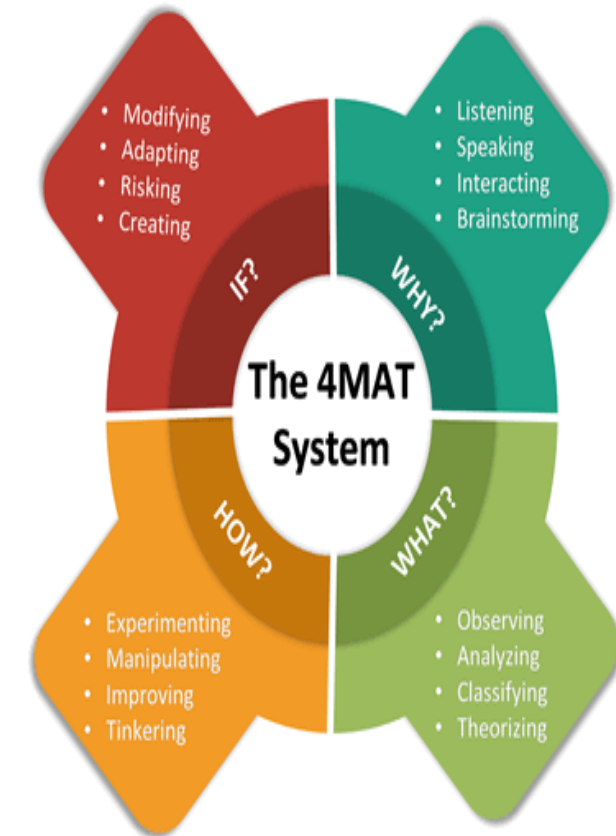 • Modifying
• Adapting
• Risking
• Creating
IF?
• Listening
• Speaking
• Interacting
• Brainstorming
WHY?
The 4MAT
System
HOW?
• Experimenting
• Manipulating
• Improving
• Tinkering
WHAT?
• Observing
• Analyzing
• Classifying
• Theorizing